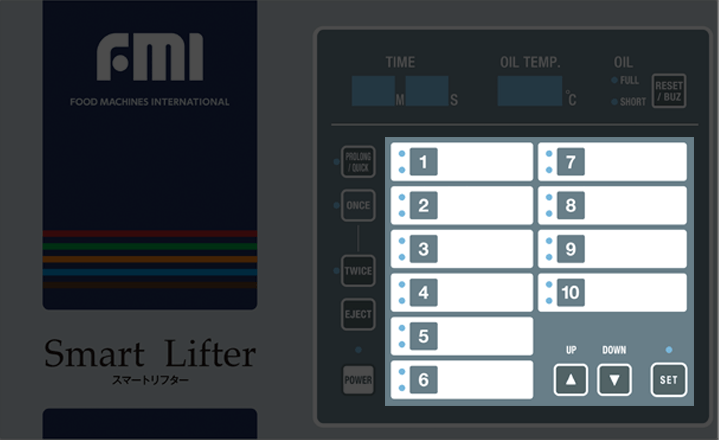 FMI
FOOD MACHINES INTERNATIONAL
Smart Lifter
スマートリフター
TIME
OIL TEMP.
OIL
M
S
°C
FULL
SHORT
RESET
/ BUZ
PROLONG
/ QUICK
ONCE
TWICE
EJECT
POWER
1
2
3
4
5
6
7
8
9
10
UP
DOWN
SET